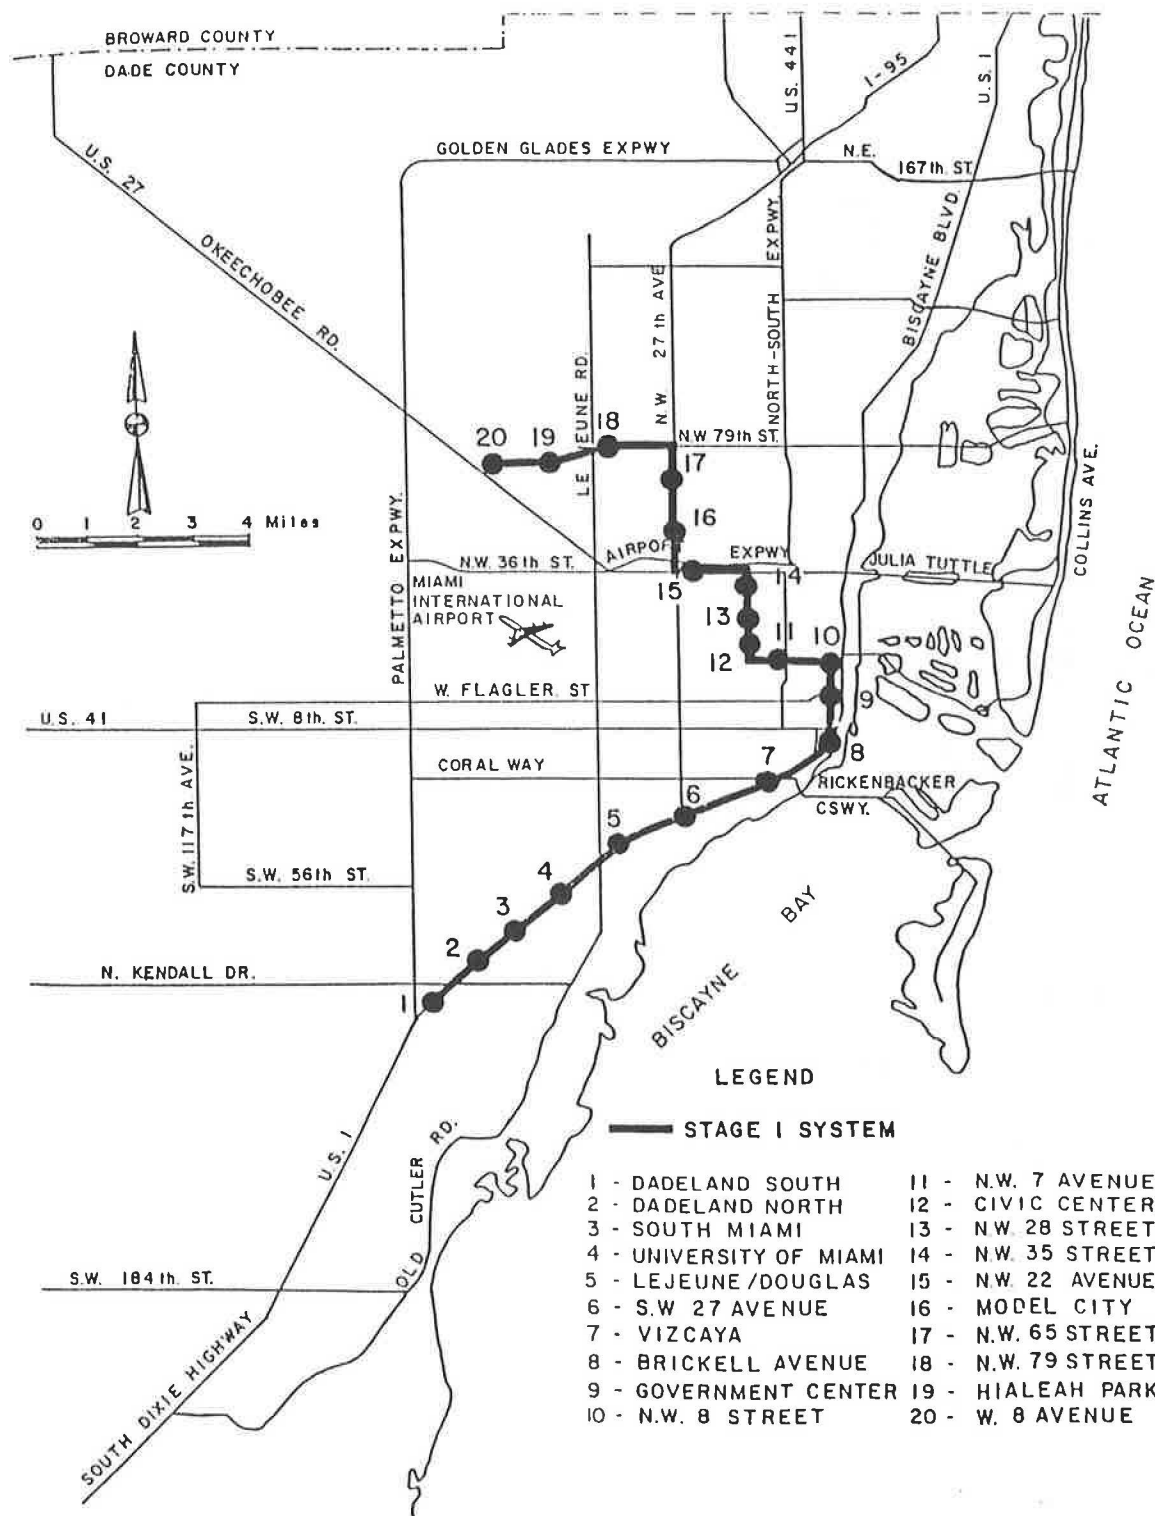 BROWARD COUNTY
DADE COUNTY
U.S. 441
I-95
U.S. I
GOLDEN GLADES EXPWY
N.E.
167th. ST.
U.S. 27
OKEECHOBEE RD.
BISCAYNE BLVD.
NORTH-SOUTH EXPWY.
N.W. 27th AVE
LE JEUNE RD.
20
19
18
N.W 79th ST.
17
16
0 1 2 3 4 Miles
PALMETTO EXPWY.
COLLINS AVE.
N.W. 36th ST.
EXPWY
JULIA TUTTLE
15
14
MIAMI
INTERNATIONAL
AIRPORT
13
12
11
10
ATLANTIC OCEAN
W. FLAGLER. ST
9
U.S. 41
S.W. 8th. ST.
8
S.W. 117th AVE.
CORAL WAY
7
RICKENBACKER
CSWY.
6
5
S.W. 56th ST.
4
3
2
N. KENDALL DR.
1
BISCAYNE BAY
LEGEND
STAGE I SYSTEM
U.S. I
OLD CUTLER RD.
S.W. 184th. ST.
SOUTH DIXIE HIGHWAY
1 - DADELAND SOUTH
2 - DADELAND NORTH
3 - SOUTH MIAMI
4 - UNIVERSITY OF MIAMI
5 - LEJEUNE/DOUGLAS
6 - S.W 27 AVENUE
7 - VIZCAYA
8 - BRICKELL AVENUE
9 - GOVERNMENT CENTER
10 - N.W. 8 STREET
11 - N.W. 7 AVENUE
12 - CIVIC CENTER
13 - N.W. 28 STREET
14 - N.W. 35 STREET
15 - N.W. 22 AVENUE
16 - MODEL CITY
17 - N.W. 65 STREET
18 - N.W. 79 STREET
19 - HIALEAH PARK
20 - W. 8 AVENUE